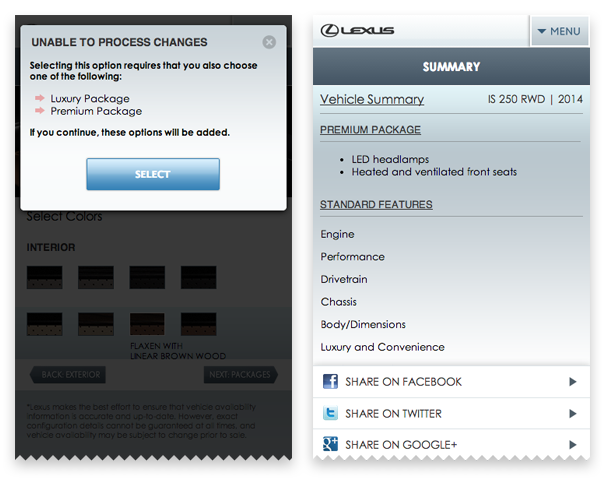 UNABLE TO PROCESS CHANGES
Selecting this option requires that you also choose
one of the following:
Luxury Package
Premium Package
If you continue, these options will be added.
SELECT
Select Colors
INTERIOR
FLAXEN WITH
LINEAR BROWN WOOD
BACK: EXTERIOR
NEXT: PACKAGES
*Lexus makes the best effort to ensure that vehicle availability
information is accurate and up-to-date. However, exact
configuration details cannot be guaranteed at all times, and
vehicle availability may be subject to change prior to sale.
LEXUS
MENU
SUMMARY
Vehicle Summary
IS 250 RWD | 2014
PREMIUM PACKAGE
• LED headlamps
• Heated and ventilated front seats
STANDARD FEATURES
Engine
Performance
Drivetrain
Chassis
Body/Dimensions
Luxury and Convenience
SHARE ON FACEBOOK
SHARE ON TWITTER
SHARE ON GOOGLE+